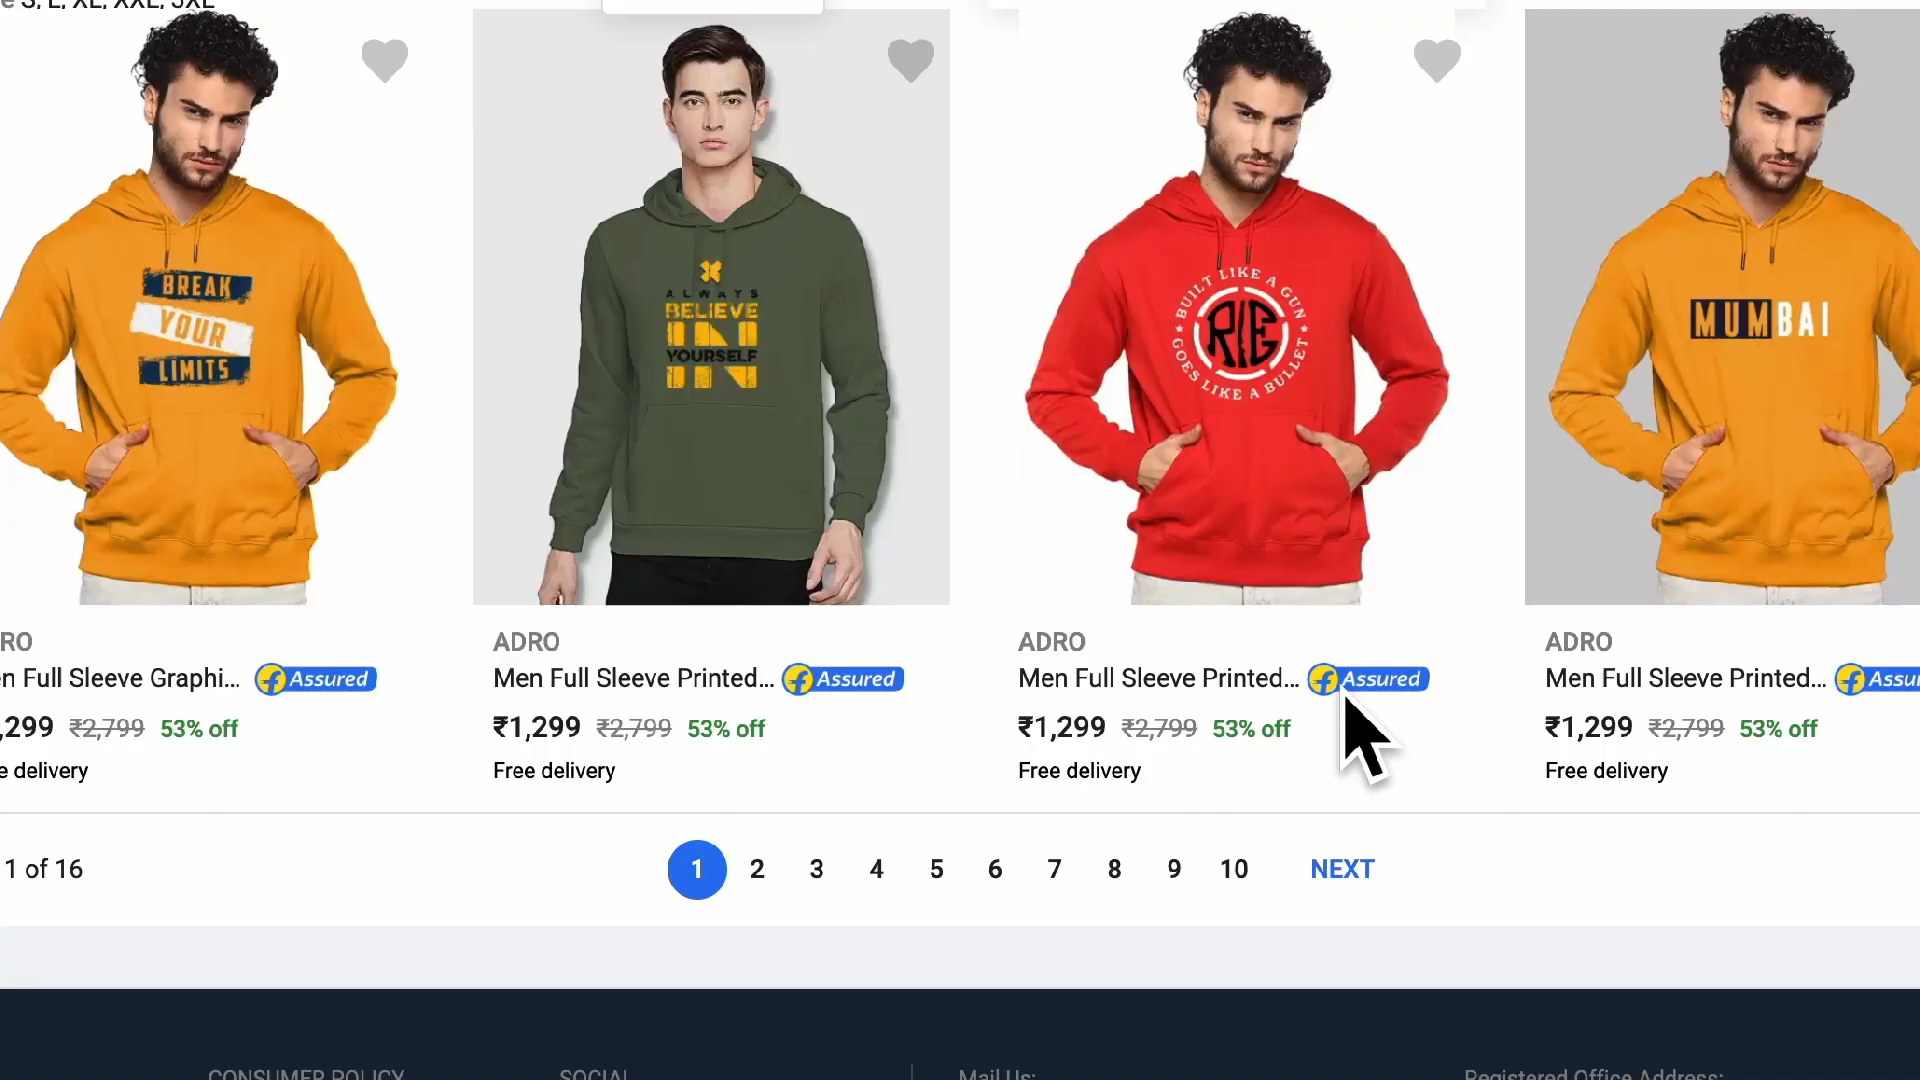 S, L, XL, XXL, 3XL
BREAK
YOUR
LIMITS
ALWAYS
BELIEVE
IN
YOURSELF
BUILT LIKE A GUN
RE
GOES LIKE A BULLET
MUMBAI
RO
ADRO
ADRO
ADRO
n Full Sleeve Graphi... Assured
Men Full Sleeve Printed... Assured
Men Full Sleeve Printed... Assured
Men Full Sleeve Printed... Assu
,299 ₹2,799 53% off
₹1,299 ₹2,799 53% off
₹1,299 ₹2,799 53% off
₹1,299 ₹2,799 53% off
e delivery
Free delivery
Free delivery
Free delivery
1 of 16
1 2 3 4 5 6 7 8 9 10 NEXT
CONSUMER POLICY
SOCIAL
Mail Us:
Registered Office Address: